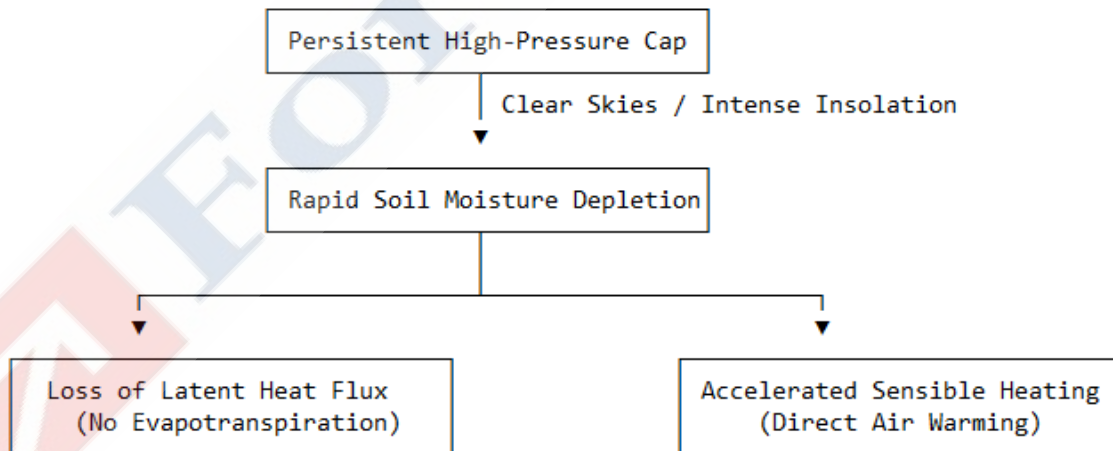 Persistent High-Pressure Cap
Clear Skies / Intense Insolation
Rapid Soil Moisture Depletion
Loss of Latent Heat Flux
(No Evapotranspiration)
Accelerated Sensible Heating
(Direct Air Warming)
For